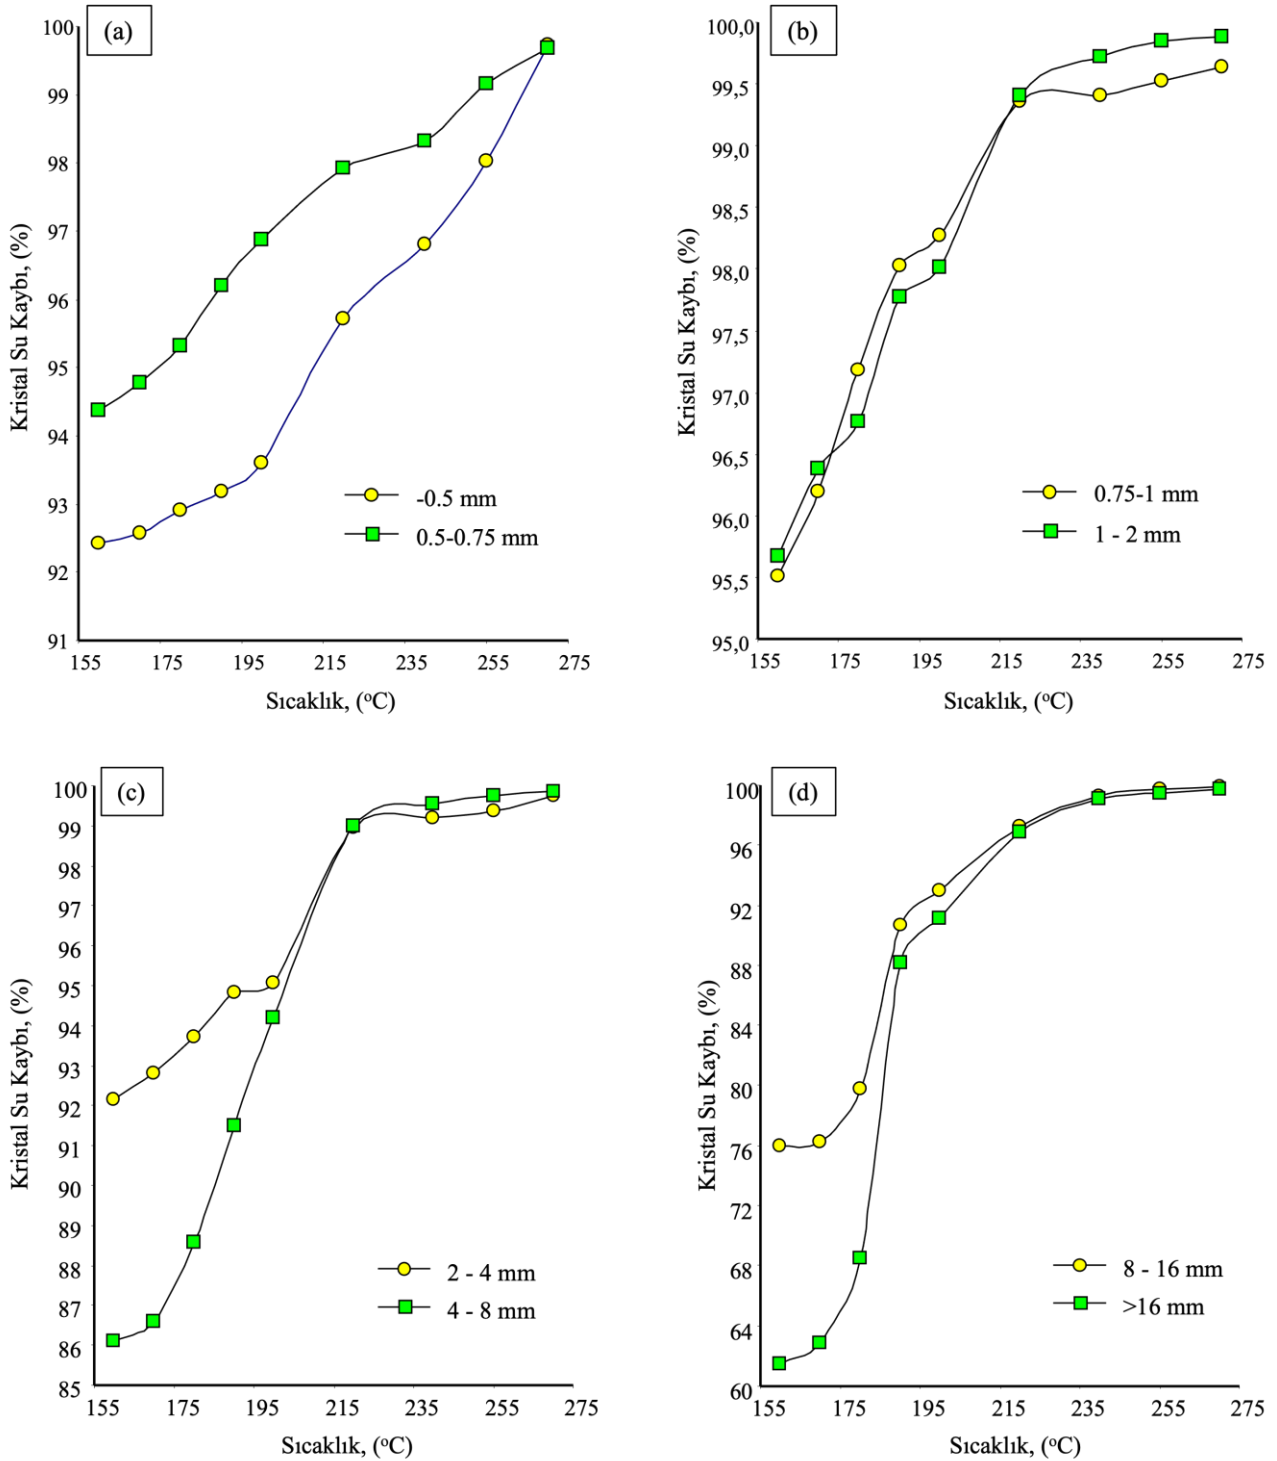 (a)
100
99
98
97
96
95
94
93
92
91
Kristal Su Kaybı, (%)
-0.5 mm
0.5-0.75 mm
155 175 195 215 235 255 275
Sıcaklık, (ºC)
(b)
100,0
99,5
99,0
98,5
98,0
97,5
97,0
96,5
96,0
95,5
95,0
Kristal Su Kaybı, (%)
0.75-1 mm
1 - 2 mm
155 175 195 215 235 255 275
Sıcaklık, (ºC)
(c)
100
99
98
97
96
95
94
93
92
91
90
89
88
87
86
85
Kristal Su Kaybı, (%)
2 - 4 mm
4 - 8 mm
155 175 195 215 235 255 275
Sıcaklık, (ºC)
(d)
100
96
92
88
84
80
76
72
68
64
60
Kristal Su Kaybı, (%)
8 - 16 mm
>16 mm
155 175 195 215 235 255 275
Sıcaklık, (ºC)